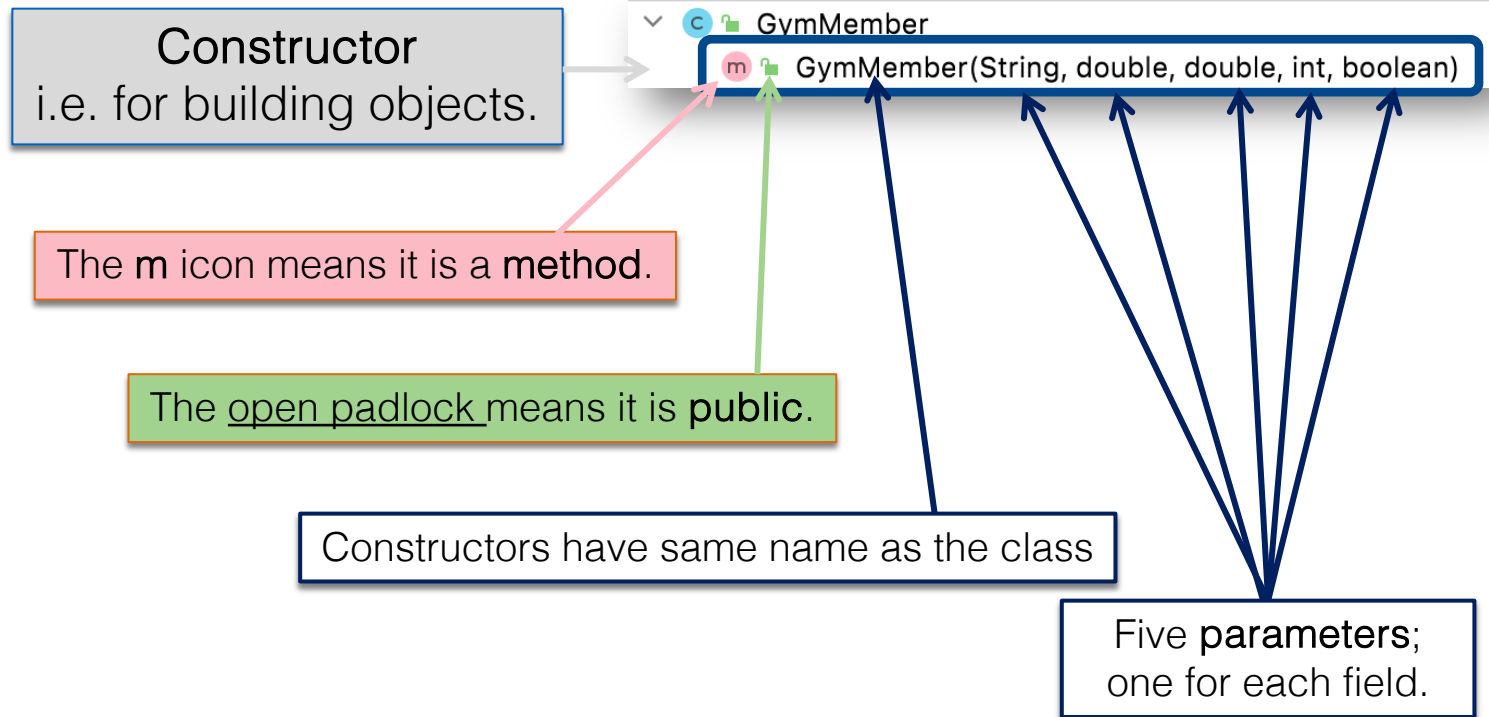 Constructor
i.e. for building objects.
C GymMember
m GymMember(String, double, double, int, boolean)
The m icon means it is a method.
The open padlock means it is public.
Constructors have same name as the class
Five parameters;
one for each field.